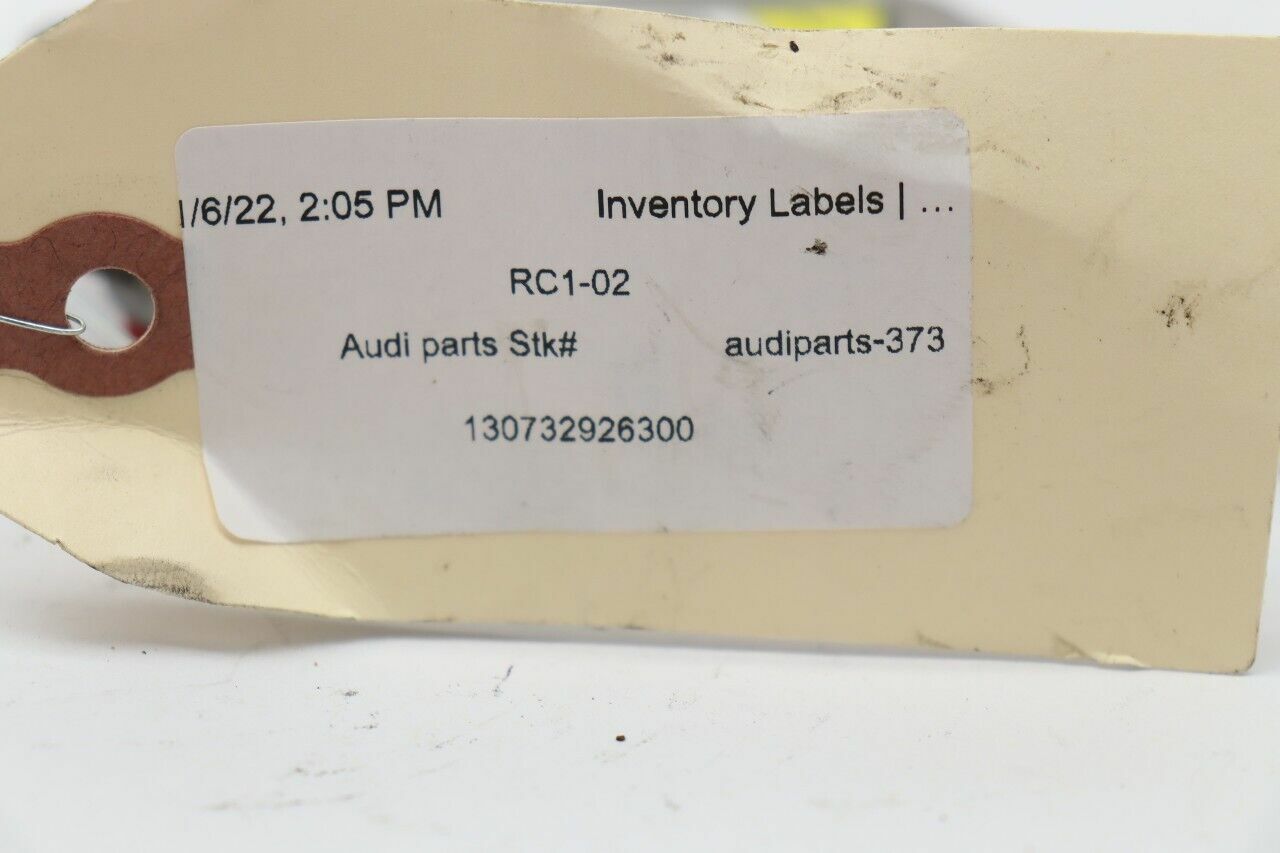 1/6/22, 2:05 PM Inventory Labels | ...
RC1-02
Audi parts Stk# audiparts-373
130732926300